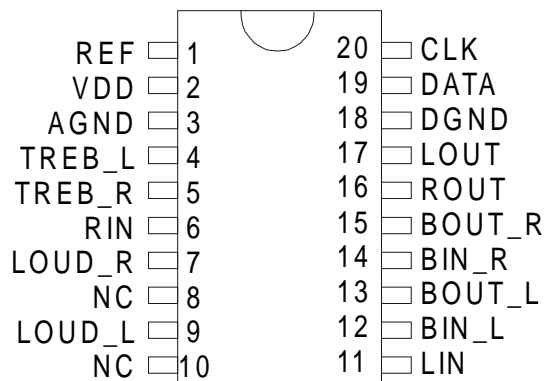 REF 1 20 CLK
VDD 2 19 DATA
AGND 3 18 DGND
TREB_L 4 17 LOUT
TREB_R 5 16 ROUT
RIN 6 15 BOUT_R
LOUD_R 7 14 BIN_R
NC 8 13 BOUT_L
LOUD_L 9 12 BIN_L
NC 10 11 LIN